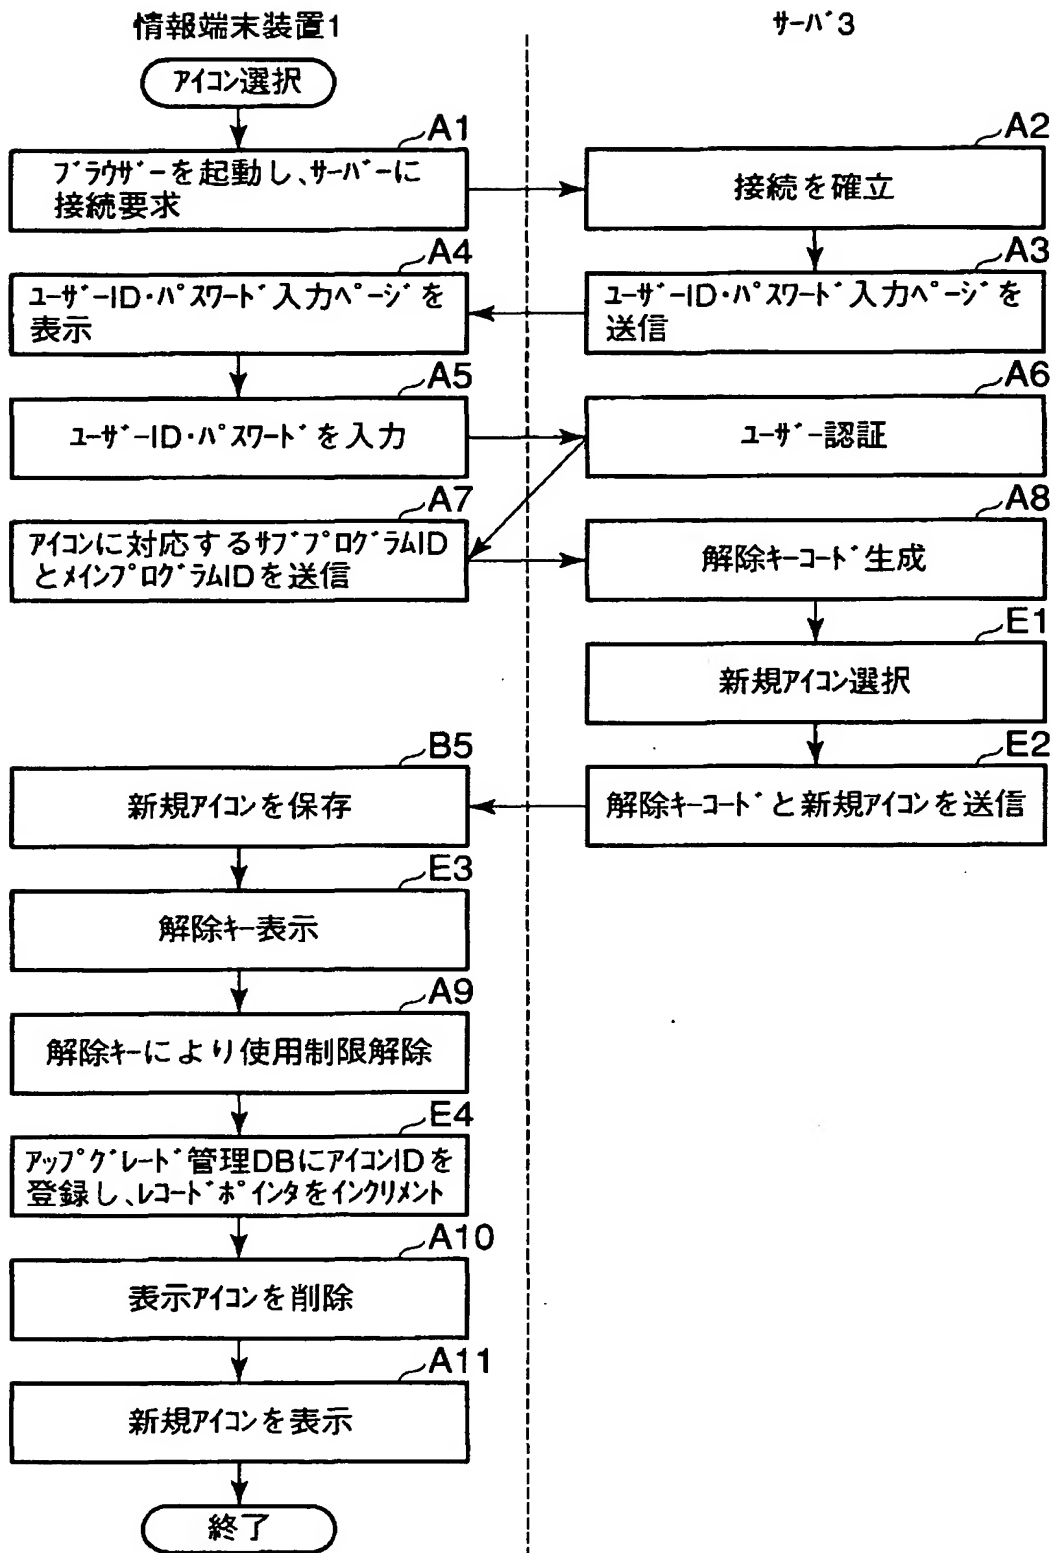 情報端末装置1
サーバ3
アイコン選択
A1
ブラウザーを起動し、サーバーに
接続要求
A2
接続を確立
A4
ユーザーID・パスワード入力ページを
表示
A3
ユーザーID・パスワード入力ページを
送信
A5
ユーザーID・パスワードを入力
A6
ユーザー認証
A7
アイコンに対応するサブプログラムID
とメインプログラムIDを送信
A8
解除キーコード生成
E1
新規アイコン選択
B5
新規アイコンを保存
E2
解除キーコードと新規アイコンを送信
E3
解除キー表示
A9
解除キーにより使用制限解除
E4
アップグレード管理DBにアイコンIDを
登録し、レコードポインタをインクリメント
A10
表示アイコンを削除
A11
新規アイコンを表示
終了